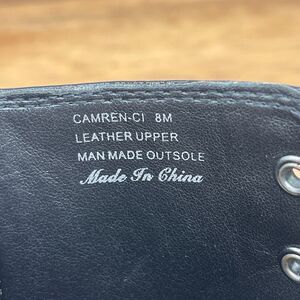 CAMREN-CI 8M
LEATHER UPPER
MAN MADE OUTSOLE
Made In China